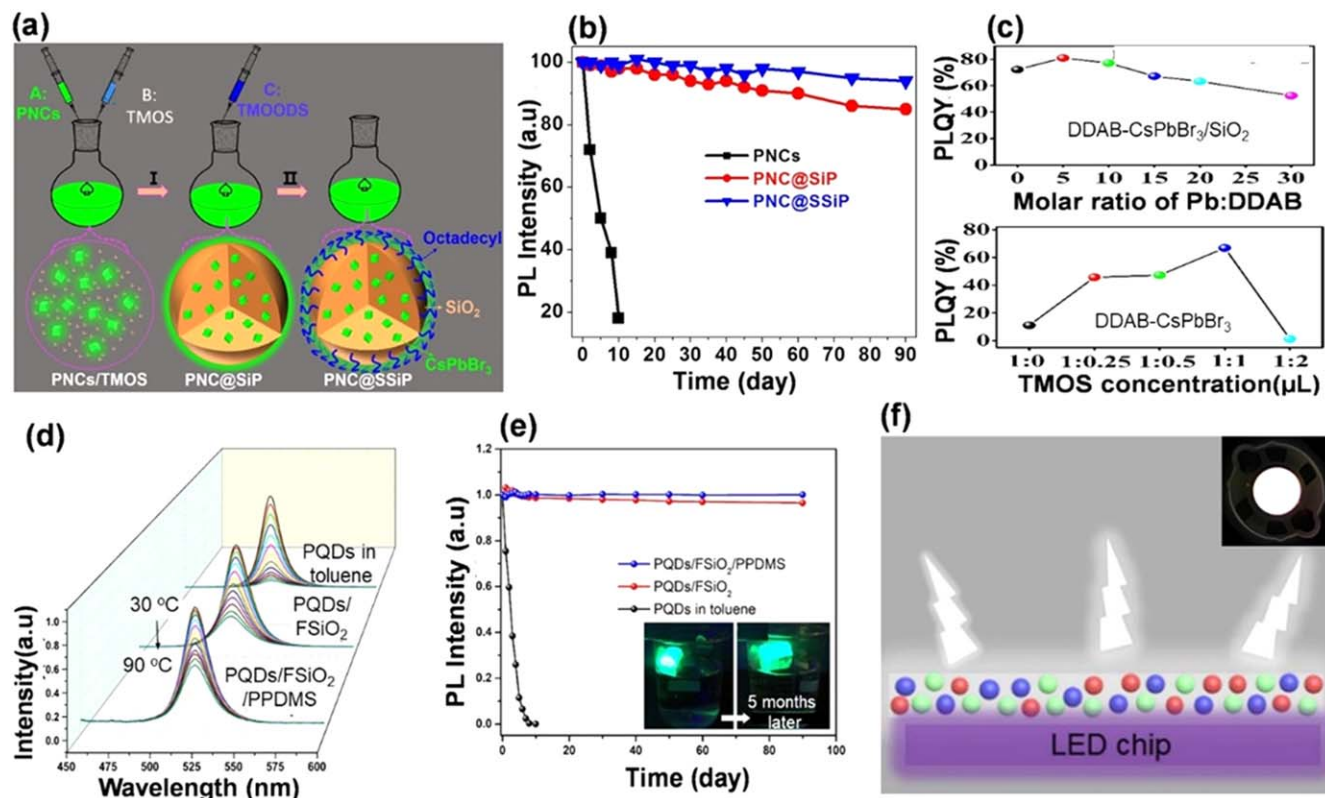 (a)
A:
PNCs
B:
TMOS
C:
TMOODS
I
II
Octadecyl
SiO₂
CsPbBr₃
PNCs/TMOS
PNC@SiP
PNC@SSiP
(b)
PL Intensity (a.u)
100
80
60
40
20
PNCs
PNC@SiP
PNC@SSiP
0 10 20 30 40 50 60 70 80 90
Time (day)
(c)
PLQY (%)
80
60
40
20
0
DDAB-CsPbBr₃/SiO₂
0 5 10 15 20 25 30
Molar ratio of Pb:DDAB
PLQY (%)
80
60
40
20
0
DDAB-CsPbBr₃
1:0 1:0.25 1:0.5 1:1 1:2
TMOS concentration(µL)
(d)
PQDs in
toluene
30 °C
PQDs/
FSiO₂
90 °C
PQDs/FSiO₂
/PPDMS
Intensity(a.u)
1.0
0.8
0.6
0.4
0.2
0.0
450 475 500 525 550 575 600
Wavelength (nm)
(e)
PL Intensity (a.u)
1.2
1.0
0.8
0.6
0.4
0.2
0.0
PQDs/FSiO₂/PPDMS
PQDs/FSiO₂
PQDs in toluene
5 months
later
0 20 40 60 80 100
Time (day)
(f)
LED chip